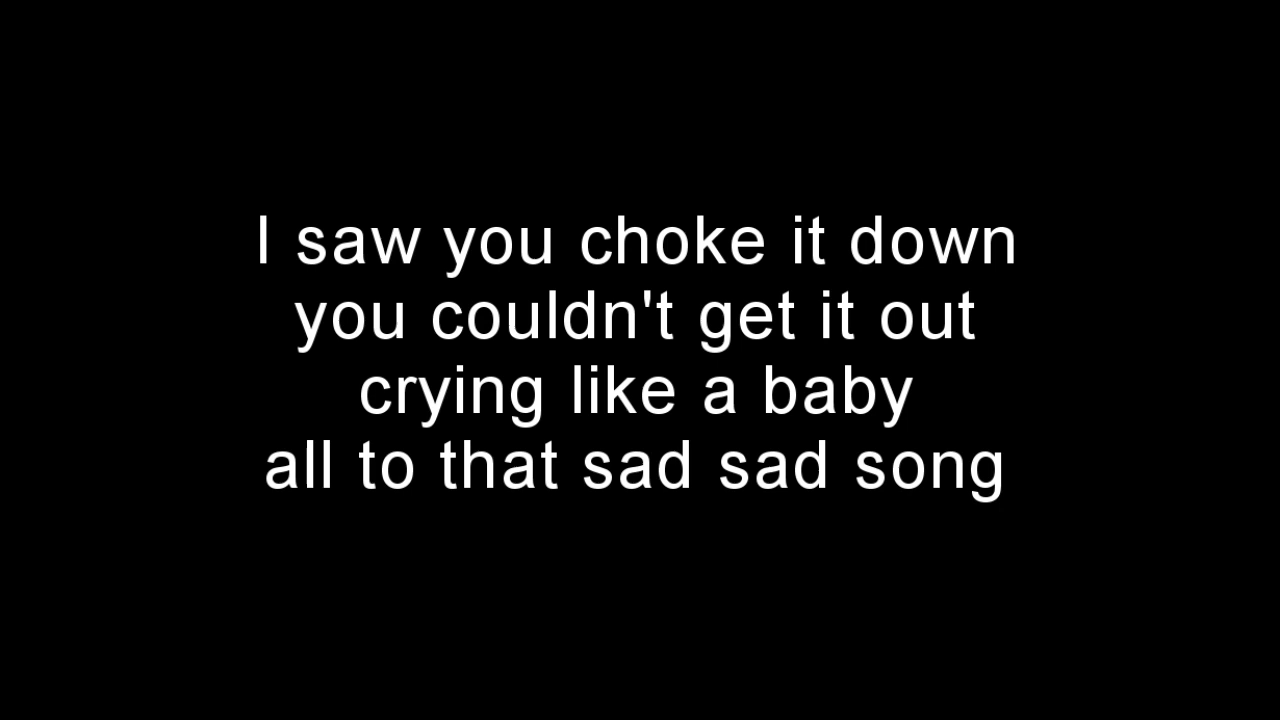 I saw you choke it down
you couldn't get it out
crying like a baby
all to that sad sad song